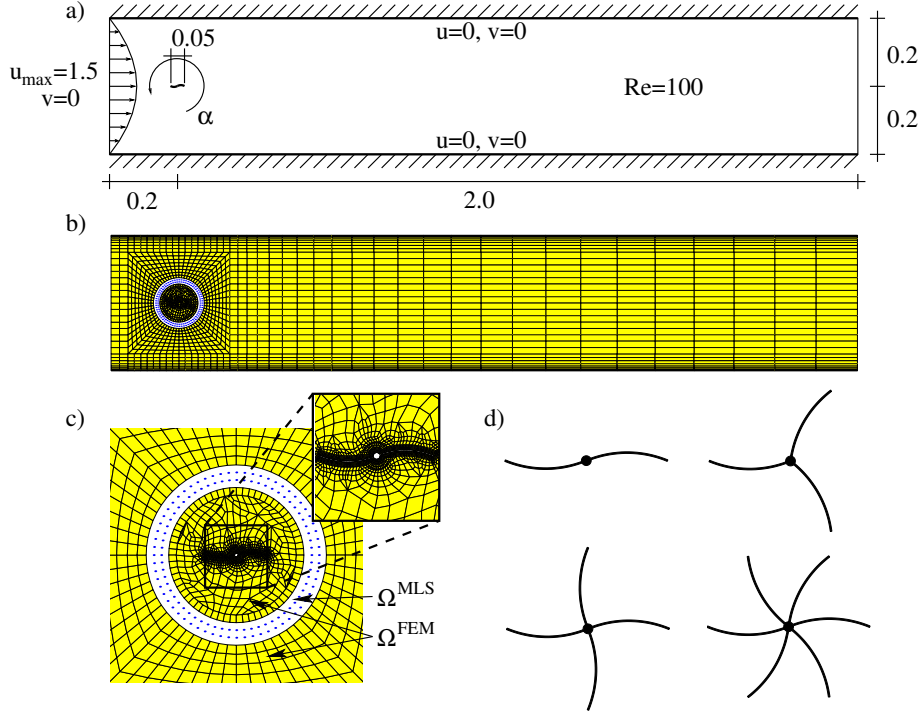 a)
0.05
u=0, v=0
0.2
u_max=1.5
v=0
Re=100
α
0.2
u=0, v=0
0.2
2.0
b)
c)
d)
Ω^MLS
Ω^FEM